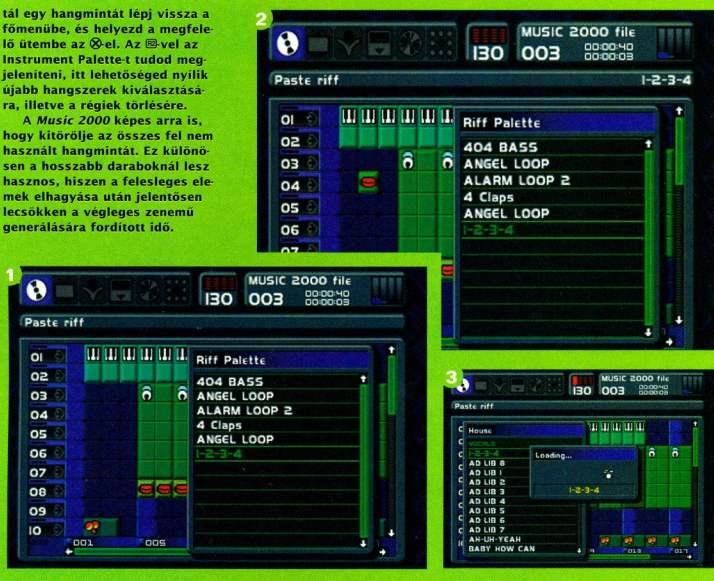 tál egy hangmintát lépj vissza a
főmenübe, és helyezd a megfele-
lő ütembe az ⊗-el. Az R2-vel az
Instrument Palette-t tudod meg-
jeleníteni, itt lehetőséged nyílik
újabb hangszerek kiválasztásá-
ra, illetve a régiek törlésére.
A Music 2000 képes arra is,
hogy kitörölje az összes fel nem
használt hangmintát. Ez különö-
sen a hosszabb daraboknál lesz
hasznos, hiszen a felesleges ele-
mek elhagyása után jelentősen
lecsökken a végleges zenemű
generálására fordított idő.
1
130
MUSIC 2000 file
003
00:00:40
00:00:03
Paste riff
01
02
03
04
05
06
07
08
09
10
001
005
Riff Palette
404 BASS
ANGEL LOOP
ALARM LOOP 2
4 Claps
ANGEL LOOP
1-2-3-4
2
130
MUSIC 2000 file
003
00:00:40
00:00:03
Paste riff
1-2-3-4
01
02
03
04
05
06
07
Riff Palette
404 BASS
ANGEL LOOP
ALARM LOOP 2
4 Claps
ANGEL LOOP
1-2-3-4
3
130
MUSIC 2000 file
003
00:00:40
Paste riff
House
VOCALS
1-2-3-4
AD LIB 8
AD LIB 1
AD LIB 2
AD LIB 3
AD LIB 4
AD LIB 5
AD LIB 6
AD LIB 7
AH-UH-YEAH
BABY HOW CAN
Loading...
1-2-3-4
013
017